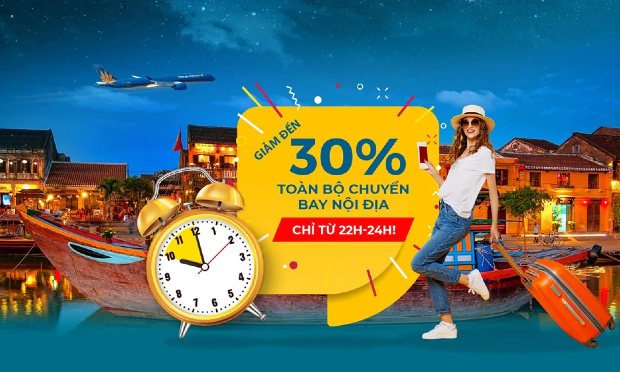 GIẢM ĐẾN
30%
TOÀN BỘ CHUYẾN
BAY NỘI ĐỊA
CHỈ TỪ 22H-24H!